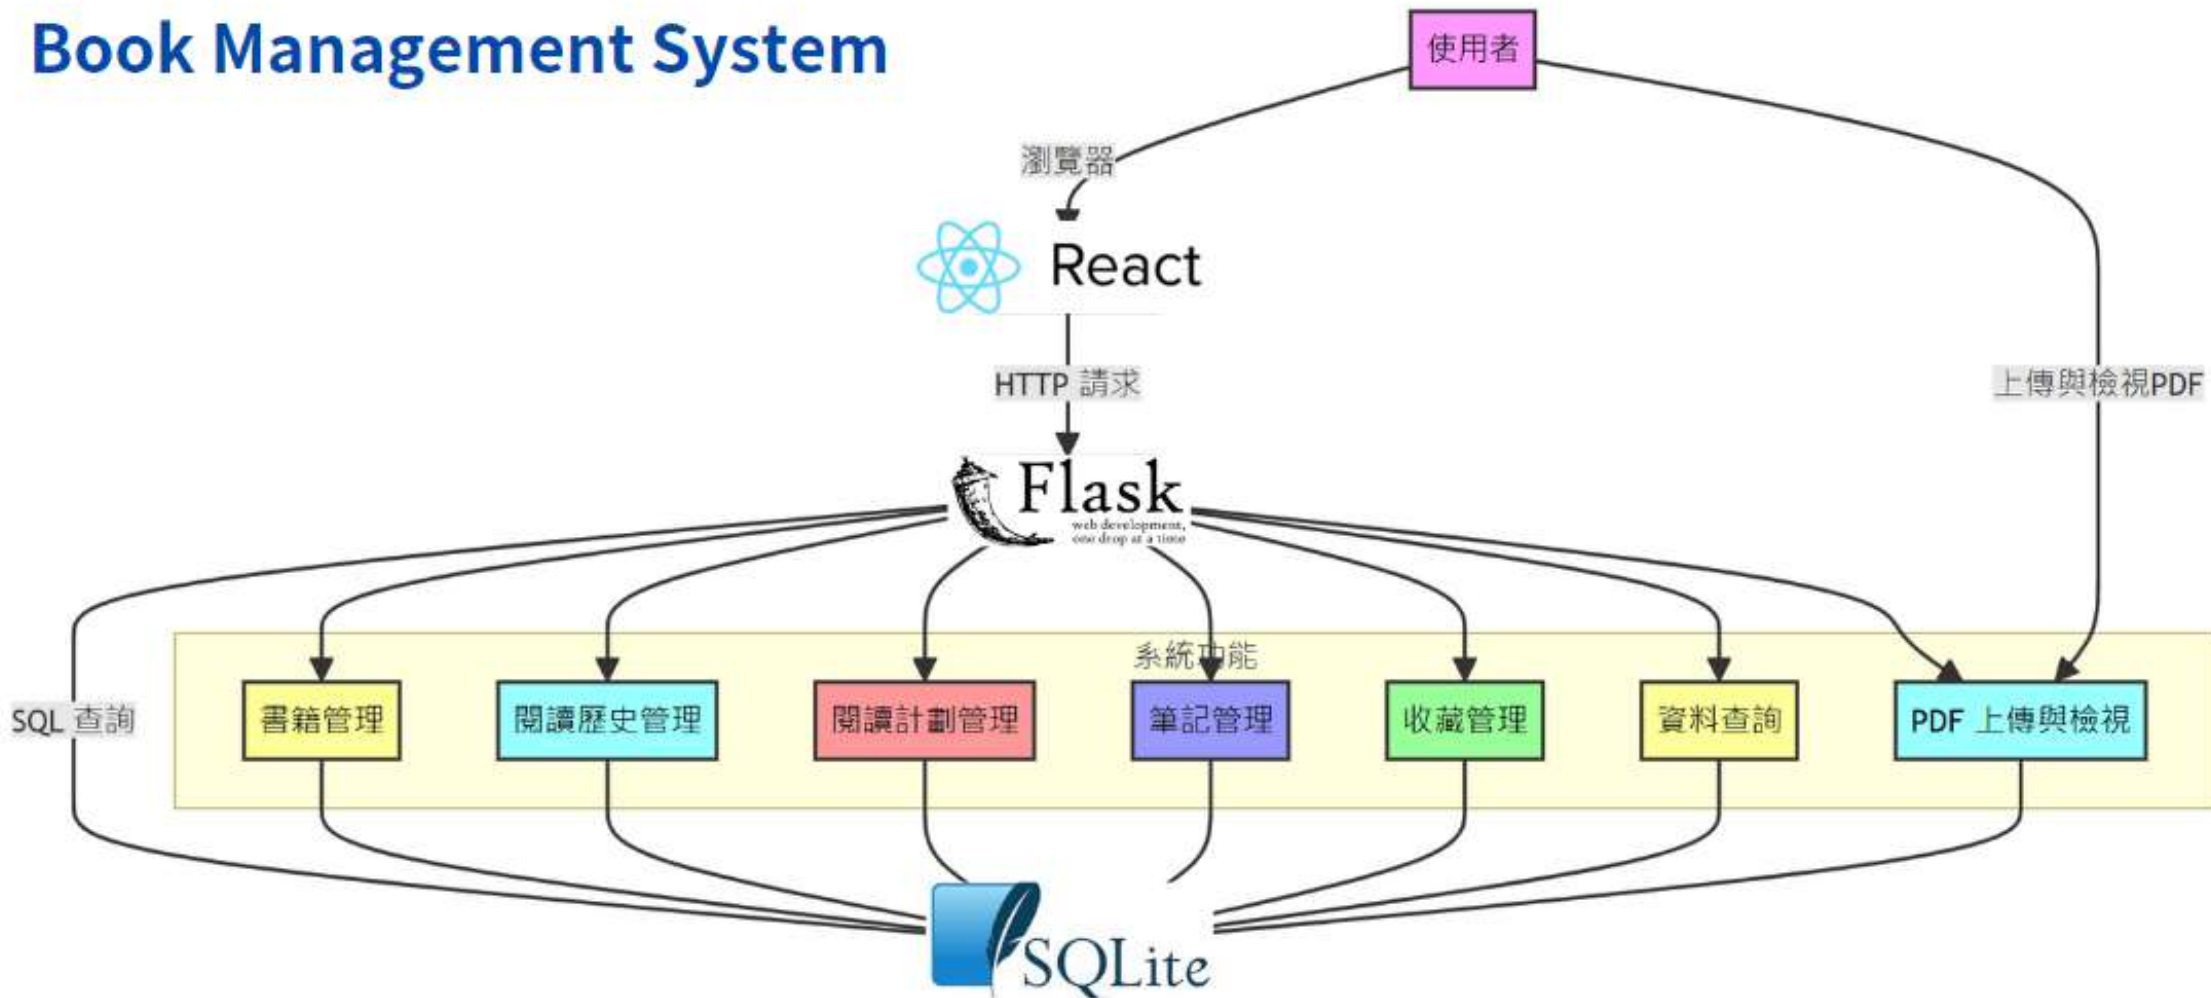 Book Management System
使用者
瀏覽器
React
HTTP 請求
上傳與檢視PDF
Flask
web development,
one drop at a time
系統功能
SQL 查詢
書籍管理
閱讀歷史管理
閱讀計劃管理
筆記管理
收藏管理
資料查詢
PDF 上傳與檢視
SQLite